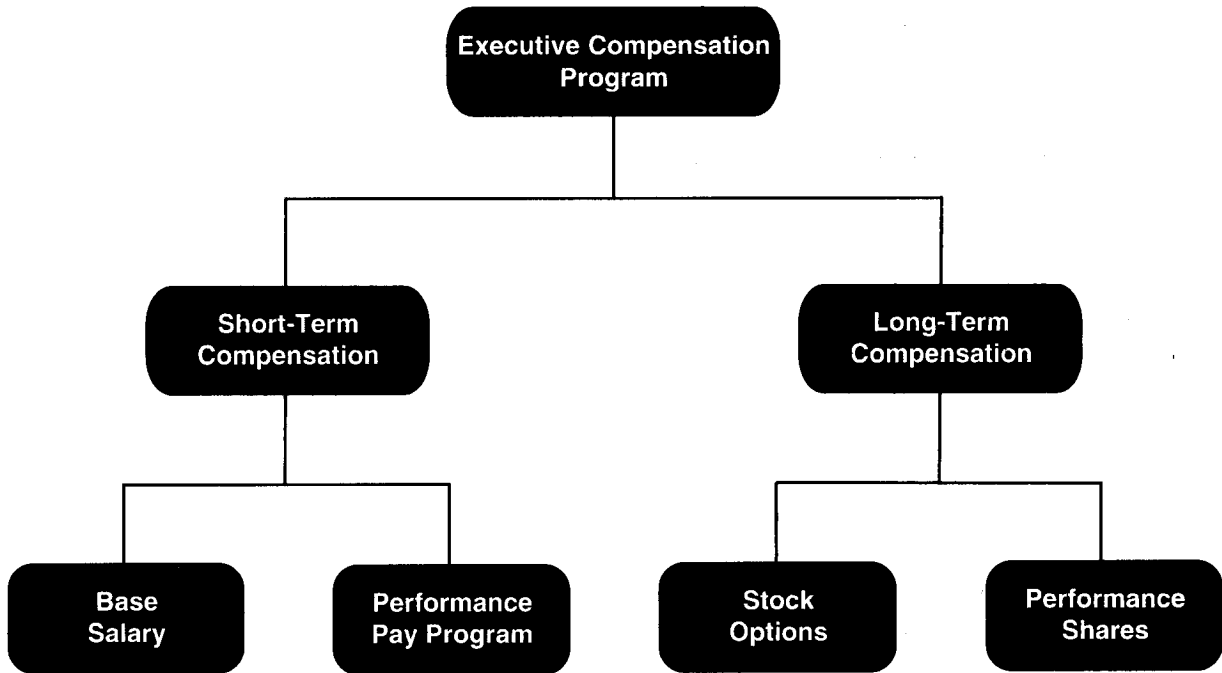 Executive Compensation
Program
Short-Term
Compensation
Long-Term
Compensation
Base
Salary
Performance
Pay Program
Stock
Options
Performance
Shares